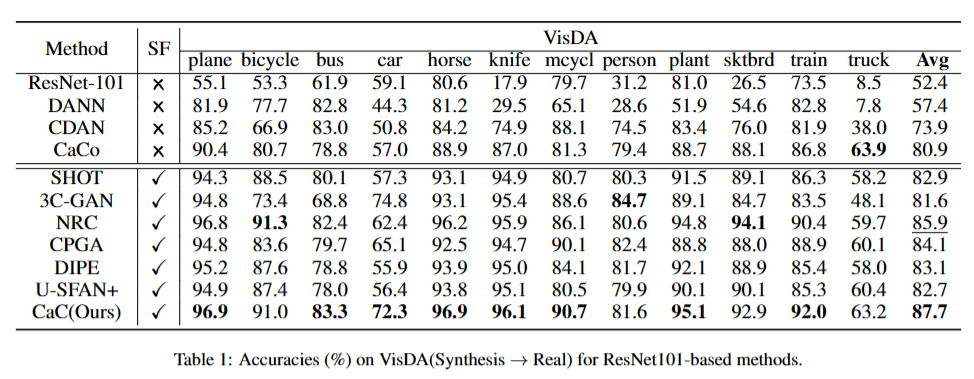 Method SF VisDA
plane bicycle bus car horse knife mcycl person plant sktbrd train truck Avg
ResNet-101 ✗ 55.1 53.3 61.9 59.1 80.6 17.9 79.7 31.2 81.0 26.5 73.5 8.5 52.4
DANN ✗ 81.9 77.7 82.8 44.3 81.2 29.5 65.1 28.6 51.9 54.6 82.8 7.8 57.4
CDAN ✗ 85.2 66.9 83.0 50.8 84.2 74.9 88.1 74.5 83.4 76.0 81.9 38.0 73.9
CaCo ✗ 90.4 80.7 78.8 57.0 88.9 87.0 81.3 79.4 88.7 88.1 86.8 63.9 80.9
SHOT ✓ 94.3 88.5 80.1 57.3 93.1 94.9 80.7 80.3 91.5 89.1 86.3 58.2 82.9
3C-GAN ✓ 94.8 73.4 68.8 74.8 93.1 95.4 88.6 84.7 89.1 84.7 83.5 48.1 81.6
NRC ✓ 96.8 91.3 82.4 62.4 96.2 95.9 86.1 80.6 94.8 94.1 90.4 59.7 85.9
CPGA ✓ 94.8 83.6 79.7 65.1 92.5 94.7 90.1 82.4 88.8 88.0 88.9 60.1 84.1
DIPE ✓ 95.2 87.6 78.8 55.9 93.9 95.0 84.1 81.7 92.1 88.9 85.4 58.0 83.1
U-SFAN+ ✓ 94.9 87.4 78.0 56.4 93.8 95.1 80.5 79.9 90.1 90.1 85.3 60.4 82.7
CaC(Ours) ✓ 96.9 91.0 83.3 72.3 96.9 96.1 90.7 81.6 95.1 92.9 92.0 63.2 87.7
Table 1: Accuracies (%) on VisDA(Synthesis → Real) for ResNet101-based methods.